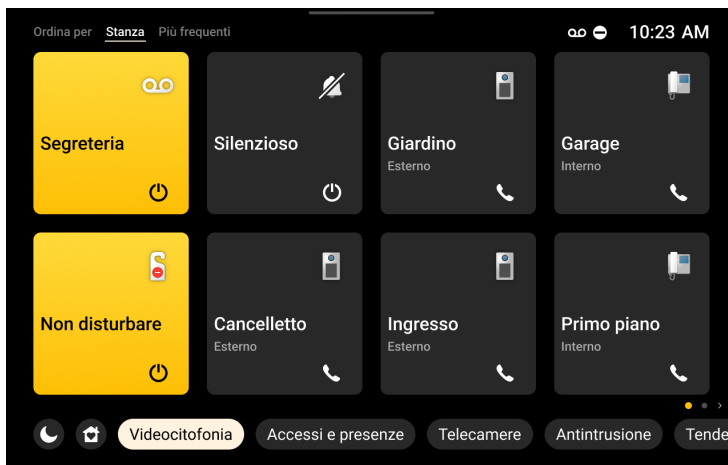 Ordina per Stanza Più frequenti 10:23 AM
Segreteria
Silenzioso
Giardino
Esterno
Garage
Interno
Non disturbare
Cancelletto
Esterno
Ingresso
Esterno
Primo piano
Interno
Videocitofonia Accessi e presenze Telecamere Antintrusione Tende